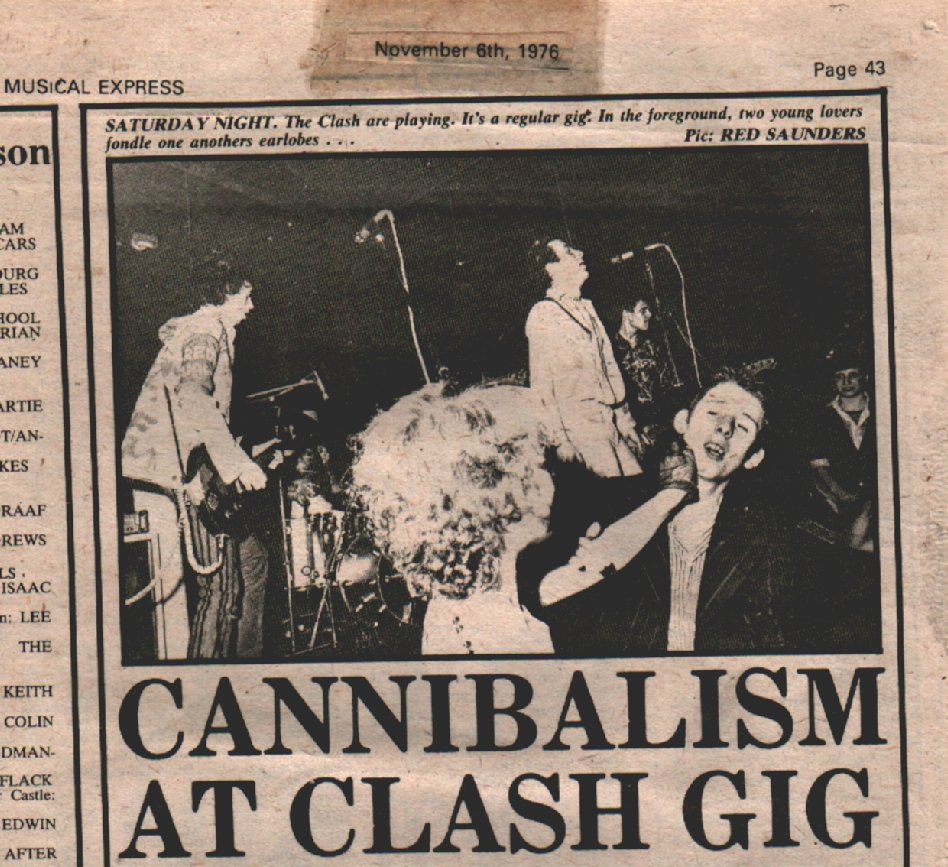 November 6th, 1976
MUSICAL EXPRESS
Page 43
son
AM
CARS
OURG
LES
HOOL
RIAN
ANEY
ARTIE
T/AN-
KES
RAAF
REWS
LS.
ISAAC
n: LEE
THE
KEITH
COLIN
DMAN-
FLACK
Castle:
EDWIN
AFTER
SATURDAY NIGHT. The Clash are playing. It's a regular gig. In the foreground, two young lovers
fondle one anothers earlobes . . .
Pic: RED SAUNDERS
CANNIBALISM
AT CLASH GIG